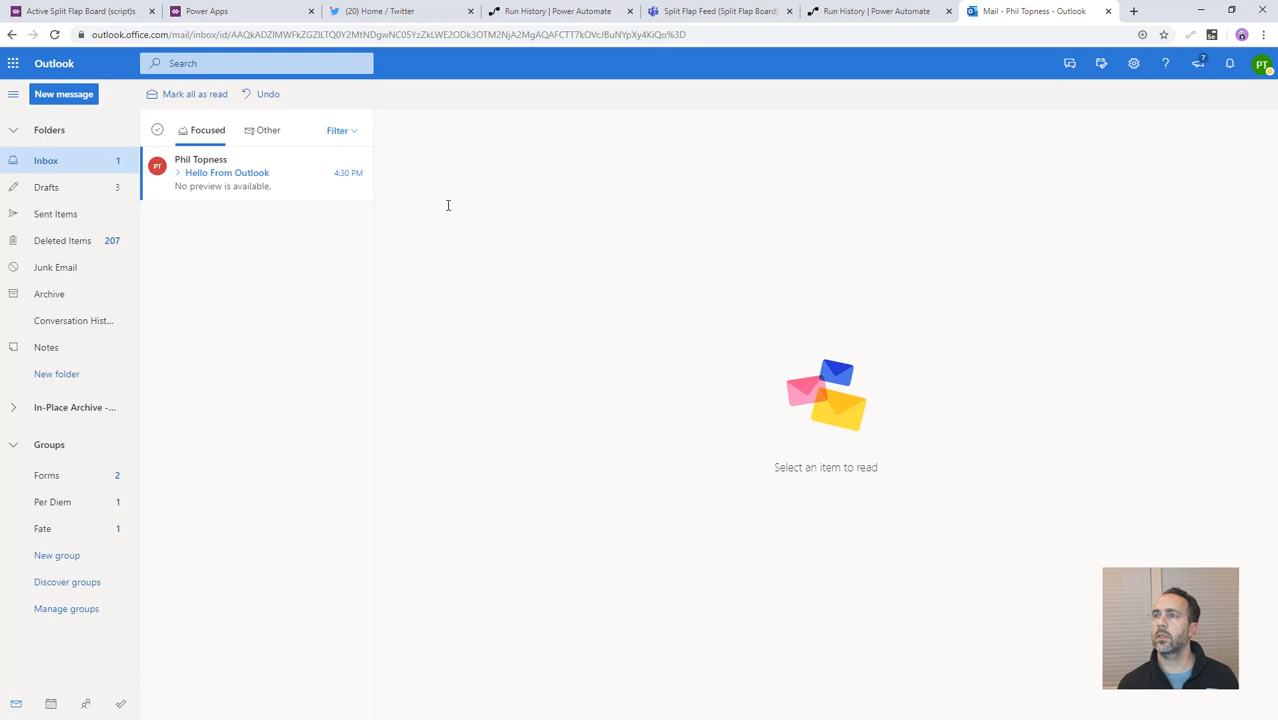 Active Split Flap Board (script)s
Power Apps
(20) Home / Twitter
Run History | Power Automate
Split Flap Feed (Split Flap Board)
Run History | Power Automate
Mail - Phil Topness - Outlook
outlook.office.com/mail/inbox/id/AAQkADZlMWFkZGZlLTQ0Y2MtNDgwNC05YzZkLWE2ODk3OTM2NjA2MgAQAFCTT7kOVcJBuNYpXy4KiQo%3D
Se
Outlook
Search
7
PT
New message
Mark all as read
Undo
Folders
Focused
Other
Filter
Inbox 1
PT
Phil Topness
Hello From Outlook 4:30 PM
No preview is available.
Drafts 3
Sent Items
Deleted Items 207
Junk Email
Archive
Conversation Hist...
Notes
New folder
In-Place Archive -...
Groups
Forms 2
Select an item to read
Per Diem 1
Fate 1
New group
Discover groups
Manage groups